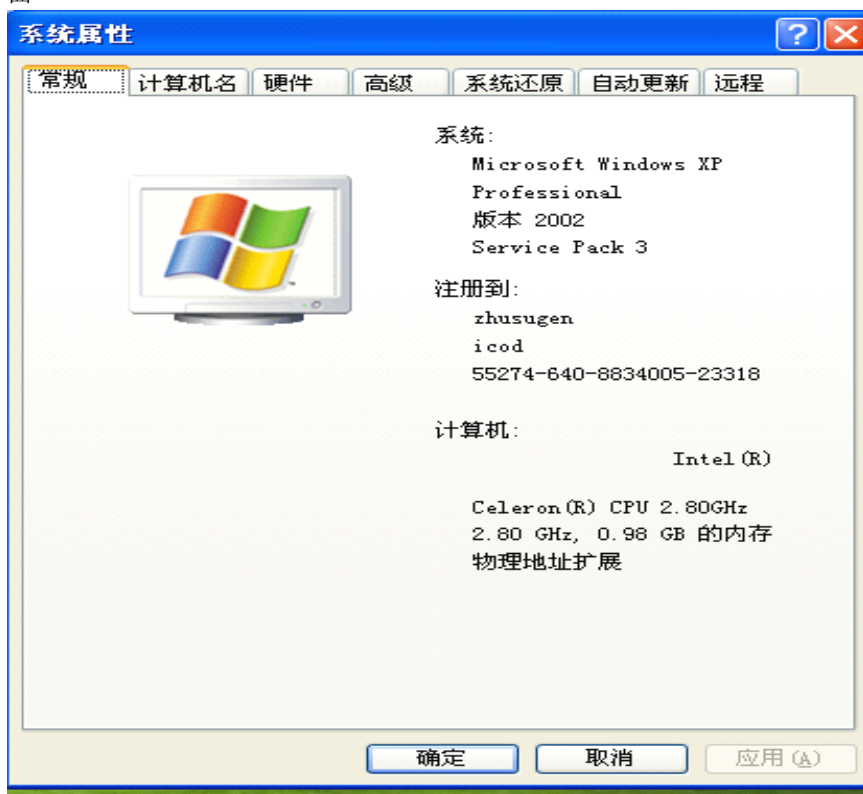 系统属性
常规 计算机名 硬件 高级 系统还原 自动更新 远程
系统:
Microsoft Windows XP
Professional
版本 2002
Service Pack 3
注册到:
zhusugen
icod
55274-640-8834005-23318
计算机:
Intel(R)
Celeron(R) CPU 2.80GHz
2.80 GHz, 0.98 GB 的内存
物理地址扩展
确定 取消 应用(A)